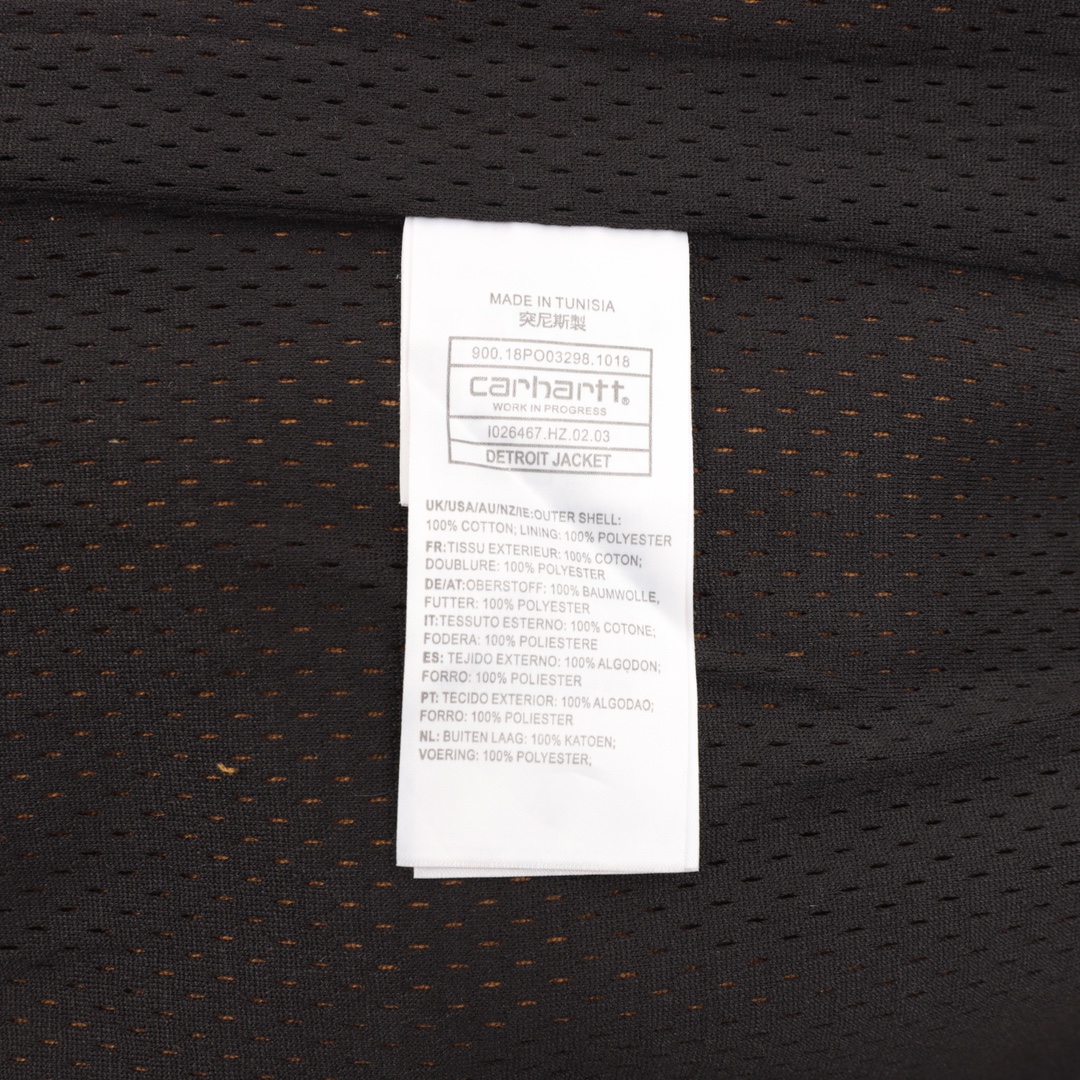 MADE IN TUNISIA
突尼斯製
900.18PO03298.1018
carhartt®
WORK IN PROGRESS
I026467.HZ.02.03
DETROIT JACKET
UK/USA/AU/NZ/IE:OUTER SHELL:
100% COTTON; LINING: 100% POLYESTER
FR:TISSU EXTERIEUR: 100% COTON;
DOUBLURE: 100% POLYESTER
DE/AT:OBERSTOFF: 100% BAUMWOLLE,
FUTTER: 100% POLYESTER
IT:TESSUTO ESTERNO: 100% COTONE;
FODERA: 100% POLIESTERE
ES: TEJIDO EXTERNO: 100% ALGODON;
FORRO: 100% POLIESTER
PT: TECIDO EXTERIOR: 100% ALGODAO;
FORRO: 100% POLIESTER
NL: BUITEN LAAG: 100% KATOEN;
VOERING: 100% POLYESTER;